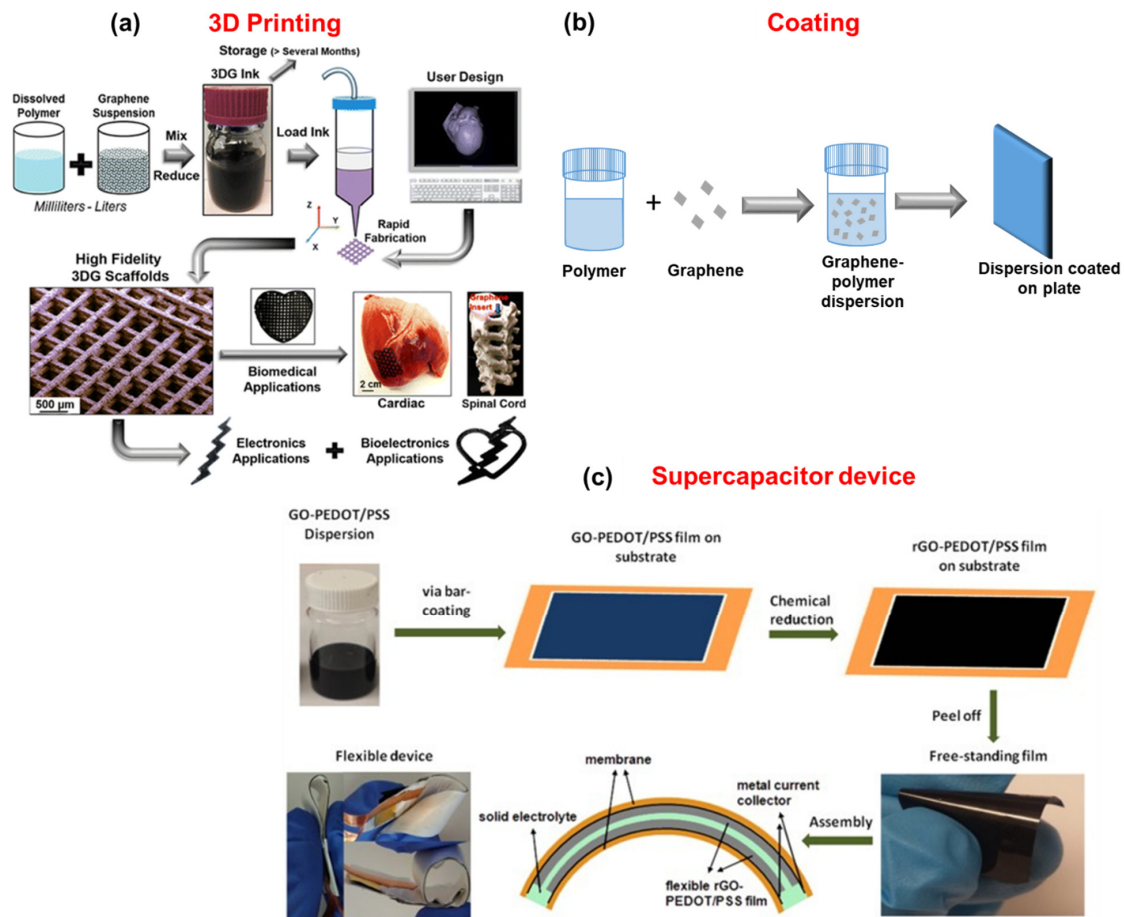 (a)
3D Printing
Storage (> Several Months)
3DG Ink
Dissolved
Polymer
Graphene
Suspension
Mix
Reduce
Load Ink
User Design
Milliliters - Liters
Z
Y
X
Rapid
Fabrication
High Fidelity
3DG Scaffolds
500 µm
Biomedical
Applications
2 cm
Cardiac
Graphene
Insert
Spinal Cord
Electronics
Applications
Bioelectronics
Applications
(b)
Coating
+
Polymer
Graphene
Graphene-
polymer
dispersion
Dispersion coated
on plate
(c)
Supercapacitor device
GO-PEDOT/PSS
Dispersion
via bar-
coating
GO-PEDOT/PSS film on
substrate
Chemical
reduction
rGO-PEDOT/PSS film
on substrate
Peel off
Free-standing film
Assembly
membrane
metal current
collector
solid electrolyte
flexible rGO-
PEDOT/PSS film
Flexible device